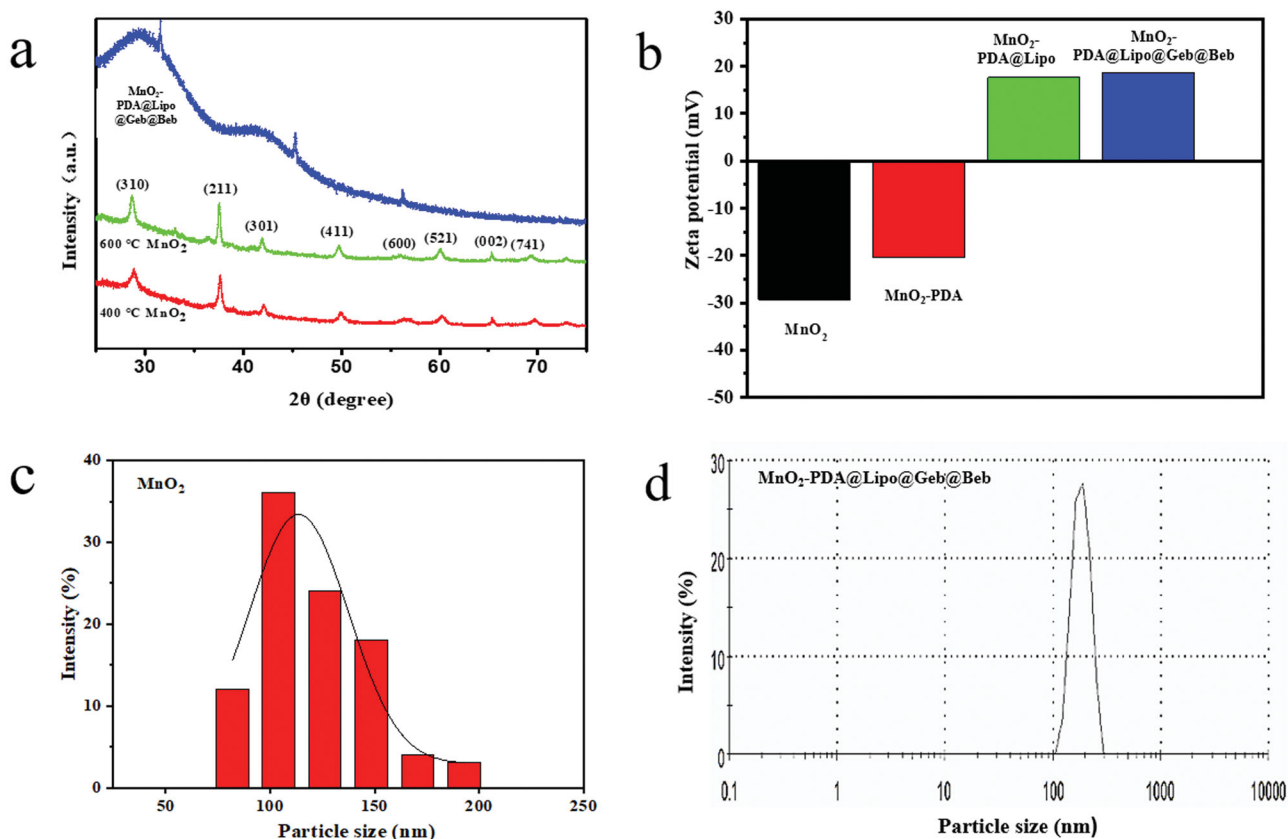 a
MnO₂-
PDA@Lipo
@Geb@Beb
(310)
(211)
(301)
(411)
(600)
(521)
(002)
(741)
600 °C MnO₂
400 °C MnO₂
Intensity (a.u.)
30 40 50 60 70
2θ (degree)
b
30
20
10
0
-10
-20
-30
-40
-50
Zeta potential (mV)
MnO₂
MnO₂-PDA
MnO₂-
PDA@Lipo
MnO₂-
PDA@Lipo@Geb@Beb
c
MnO₂
40
30
20
10
0
Intensity (%)
50 100 150 200 250
Particle size (nm)
d
MnO₂-PDA@Lipo@Geb@Beb
30
20
10
0
Intensity (%)
0.1 1 10 100 1000 10000
Particle size (nm)